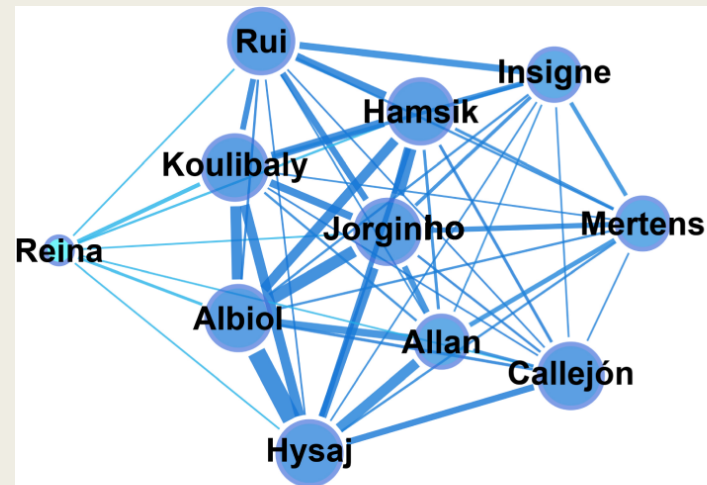 Rui
Insigne
Hamsik
Koulibaly
Jorginho
Mertens
Reina
Albiol
Allan
Callejón
Hysaj